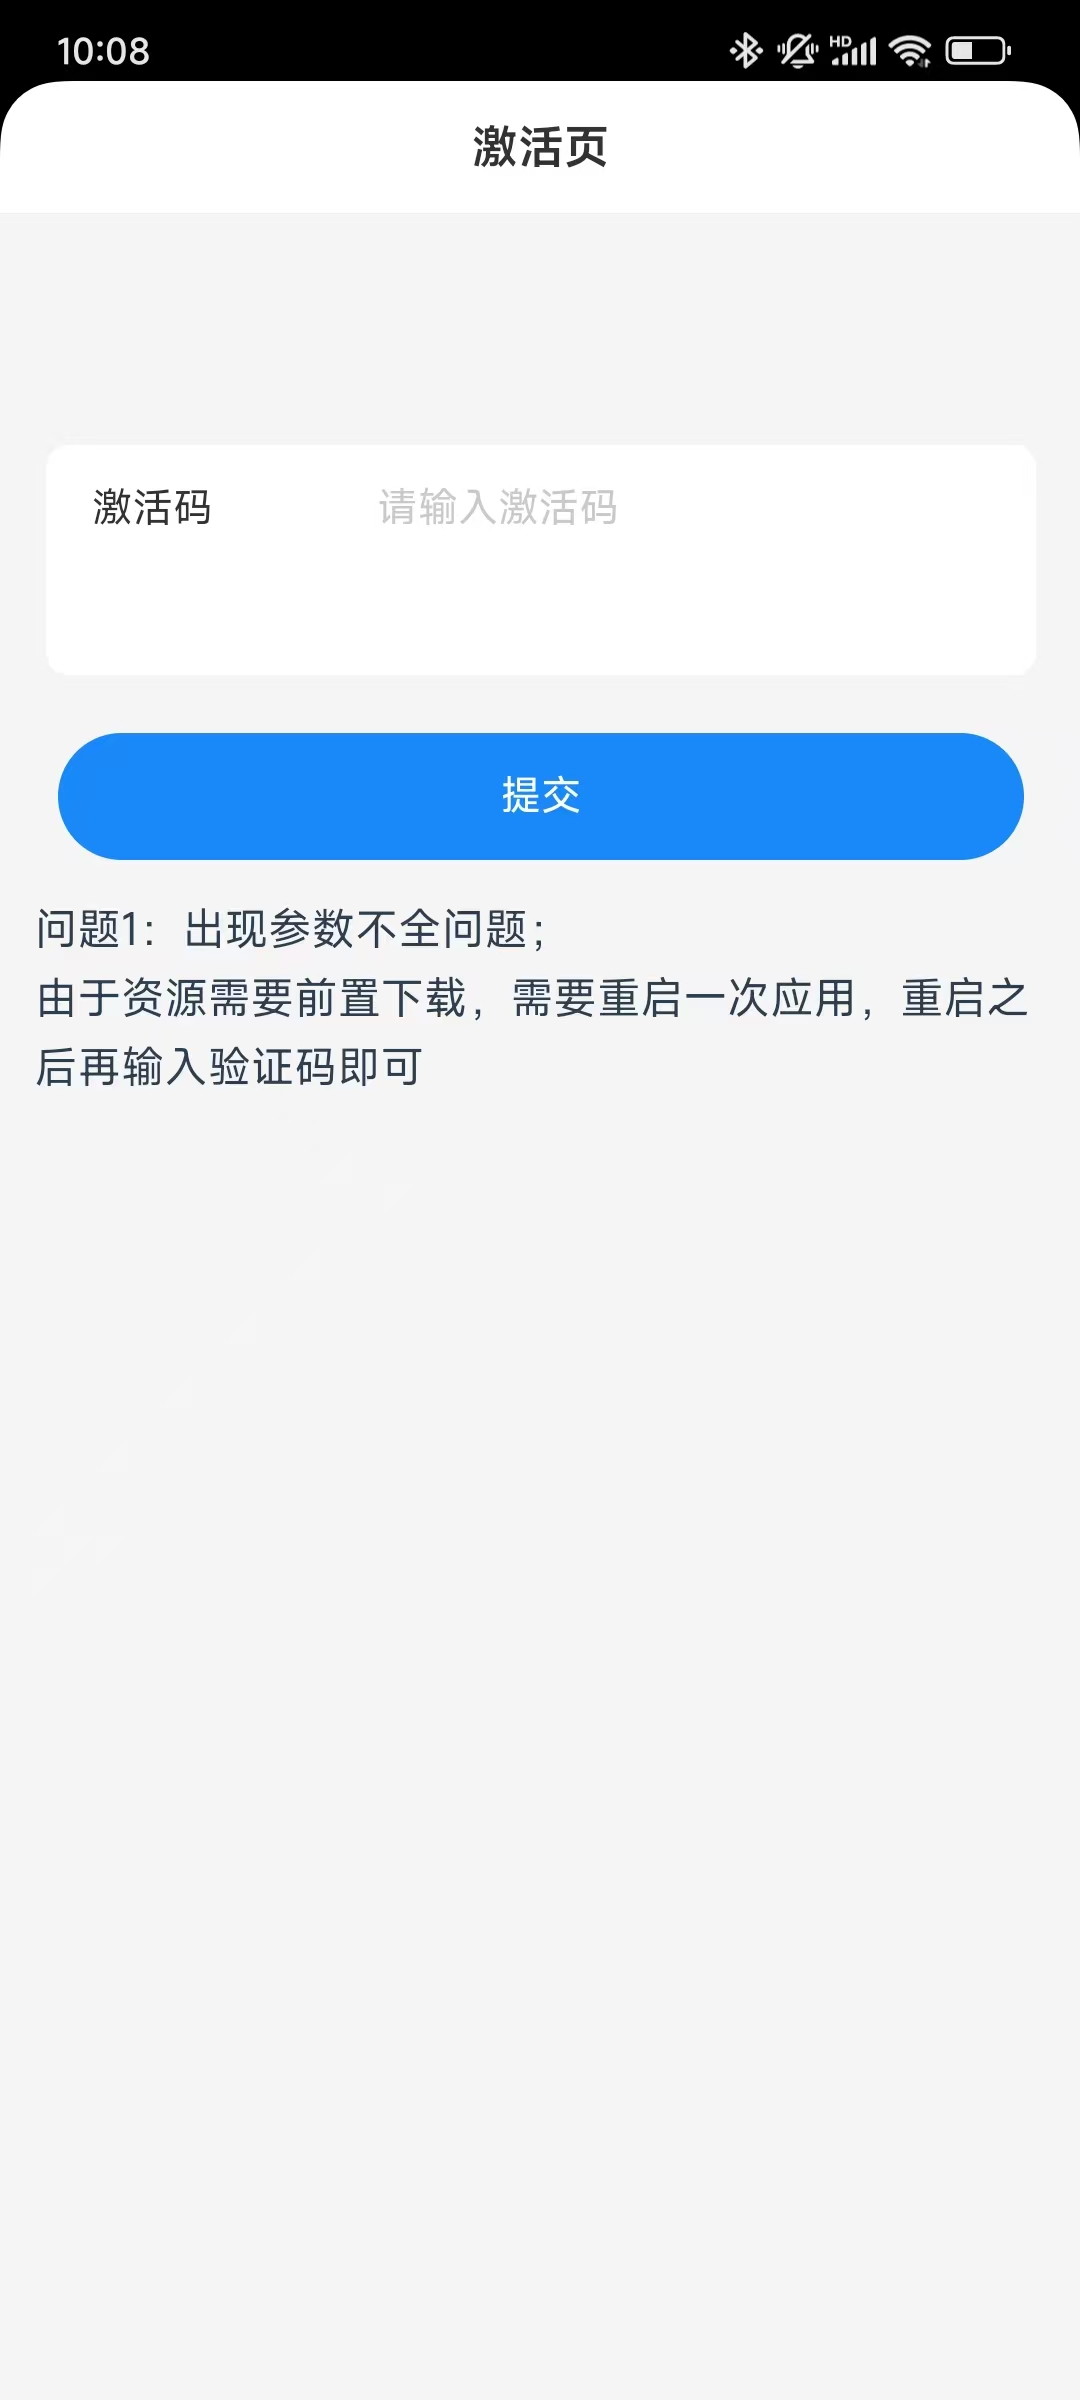 10:08
HD
激活页
激活码 请输入激活码
提交
问题1：出现参数不全问题；
由于资源需要前置下载，需要重启一次应用，重启之
后再输入验证码即可